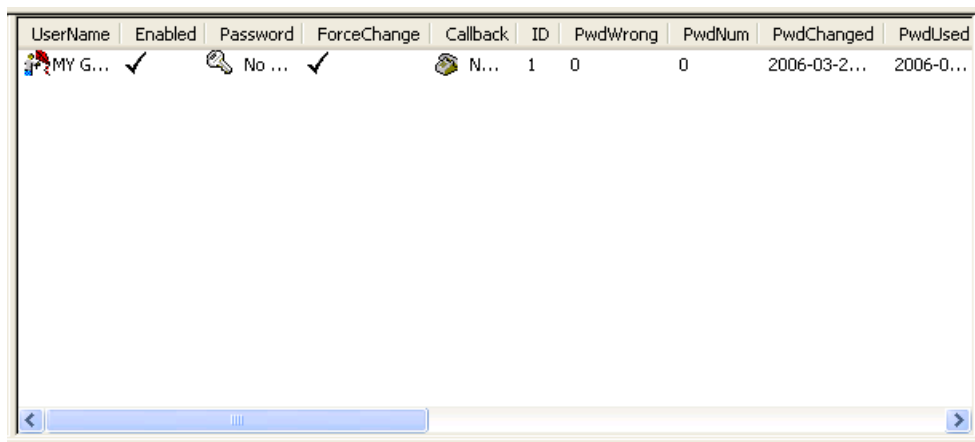 UserName Enabled Password ForceChange Callback ID PwdWrong PwdNum PwdChanged PwdUsed
MY G... No ... N... 1 0 0 2006-03-2... 2006-0...